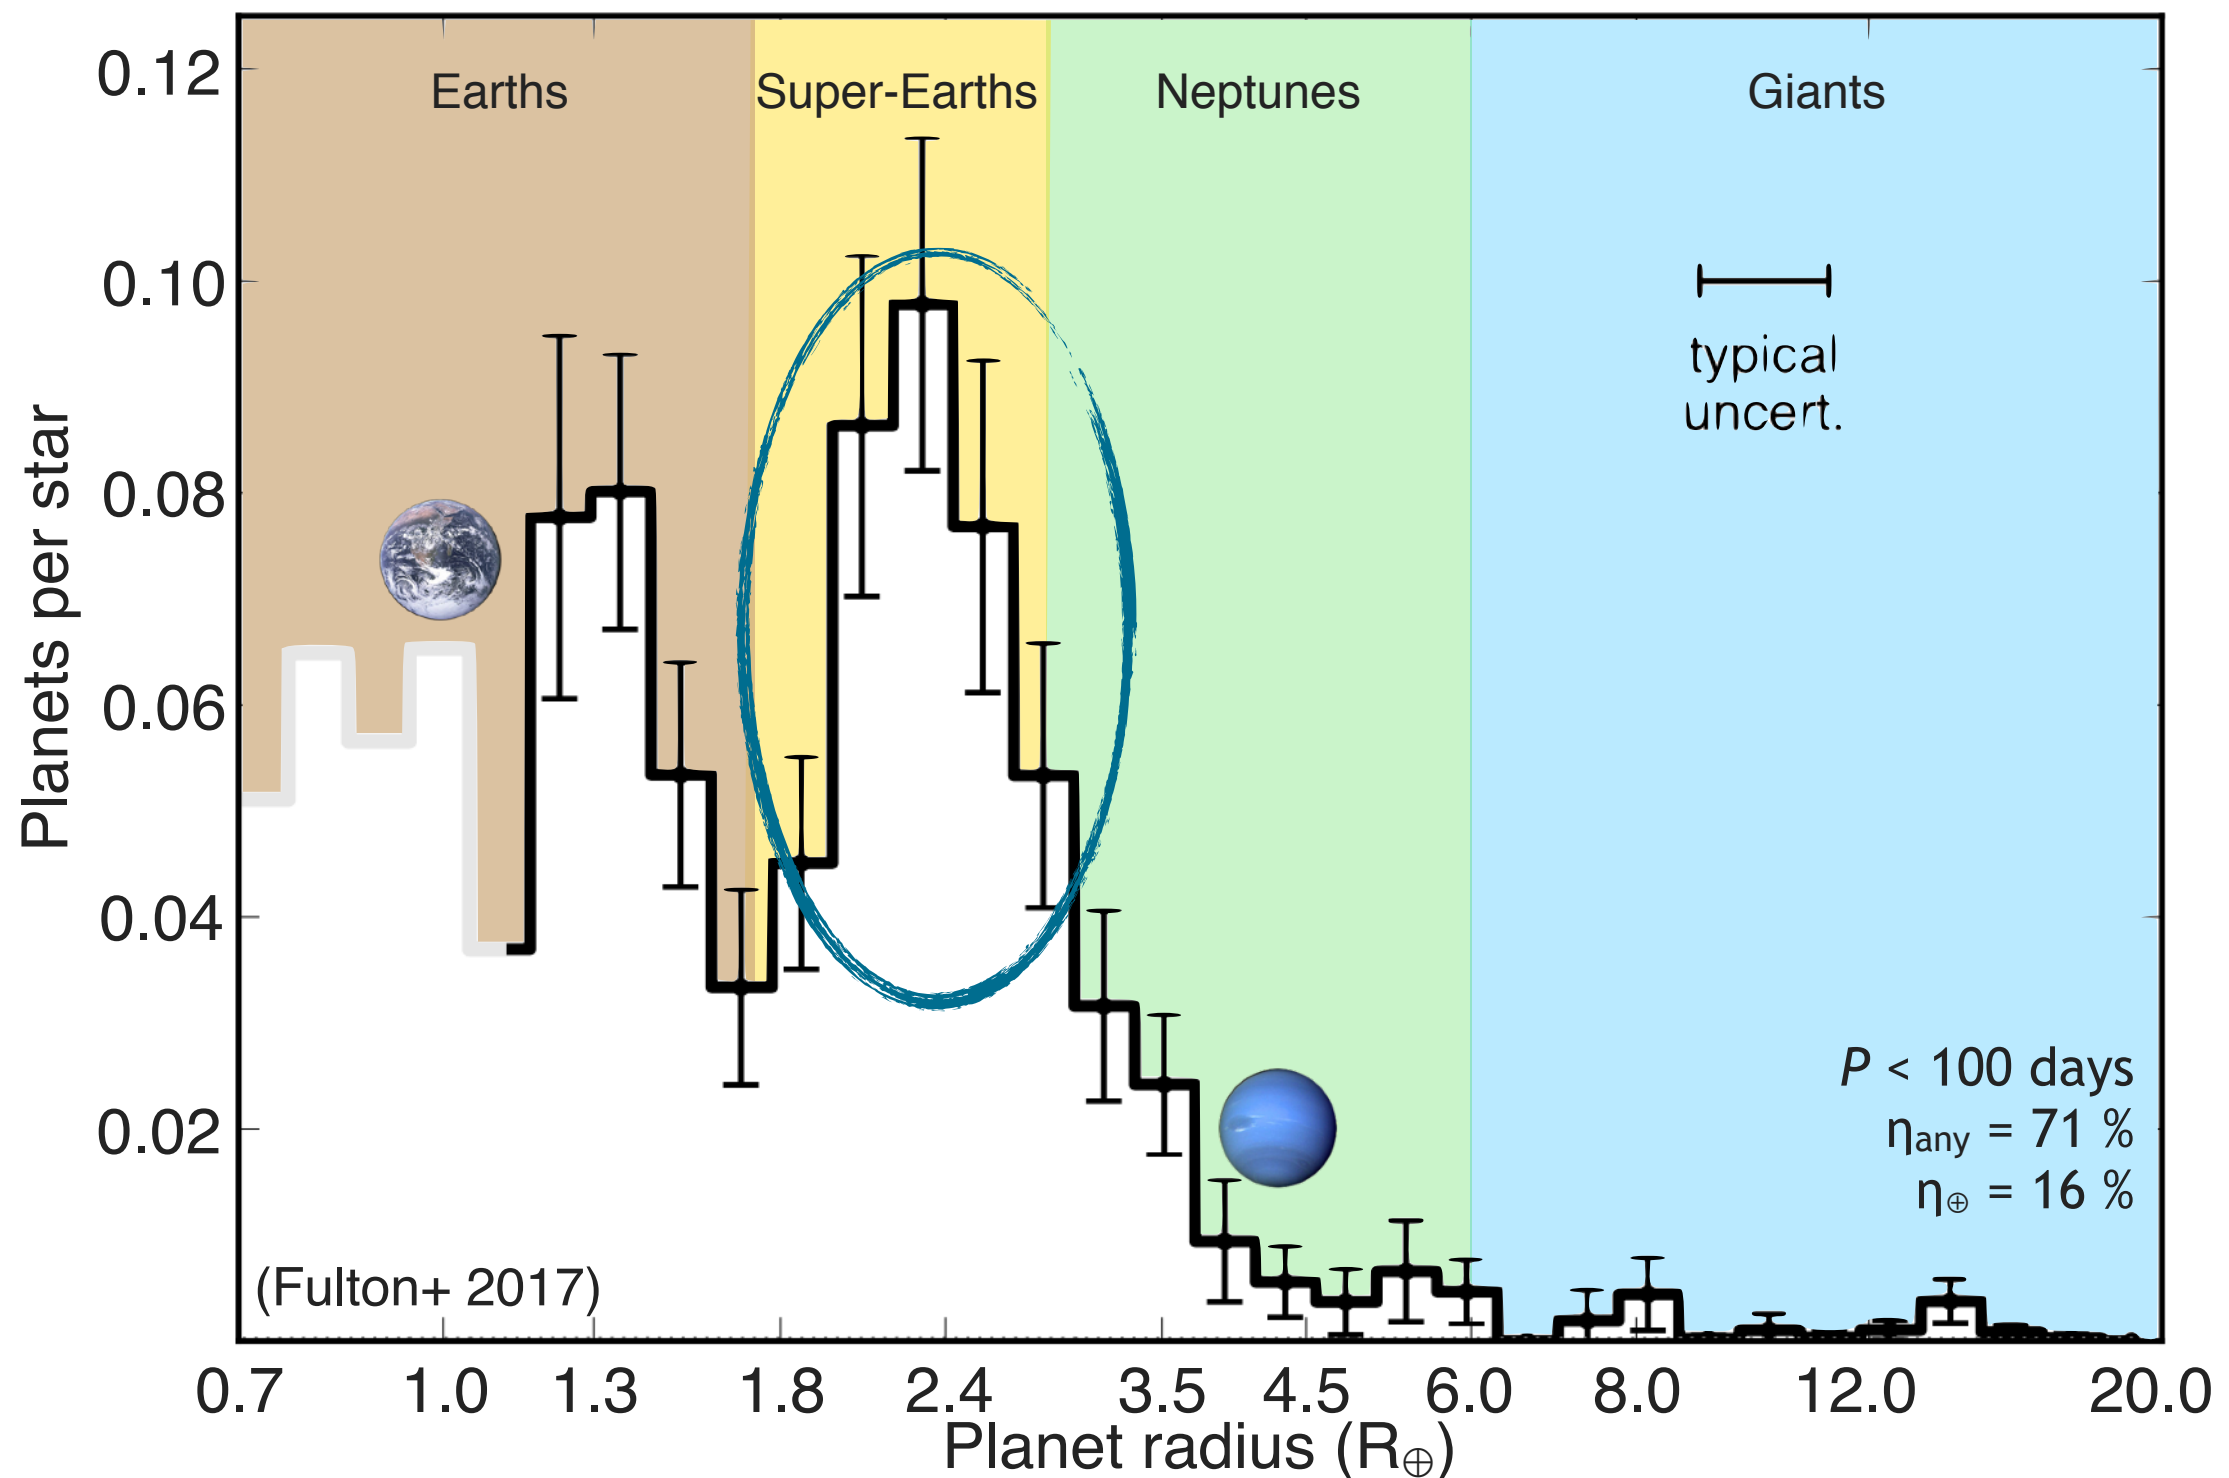 Earths
Super-Earths
Neptunes
Giants
0.12
0.10
0.08
0.06
0.04
0.02
Planets per star
typical
uncert.
P < 100 days
ηany = 71 %
η⊕ = 16 %
(Fulton+ 2017)
0.7 1.0 1.3 1.8 2.4 3.5 4.5 6.0 8.0 12.0 20.0
Planet radius (R⊕)